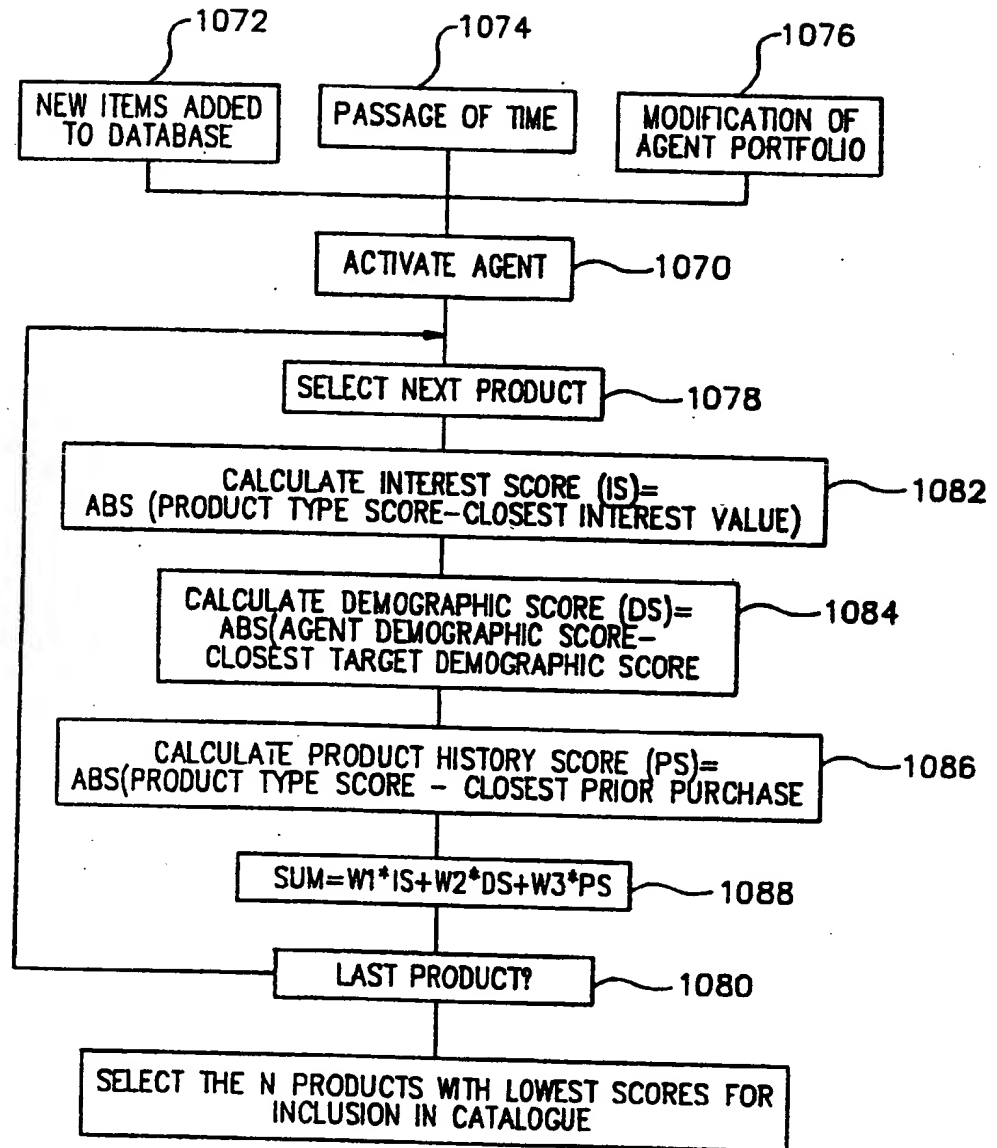 1072
1074
1076
NEW ITEMS ADDED
TO DATABASE
PASSAGE OF TIME
MODIFICATION OF
AGENT PORTFOLIO
ACTIVATE AGENT
1070
SELECT NEXT PRODUCT
1078
CALCULATE INTEREST SCORE (IS)=
ABS (PRODUCT TYPE SCORE-CLOSEST INTEREST VALUE)
1082
CALCULATE DEMOGRAPHIC SCORE (DS)=
ABS(AGENT DEMOGRAPHIC SCORE-
CLOSEST TARGET DEMOGRAPHIC SCORE
1084
CALCULATE PRODUCT HISTORY SCORE (PS)=
ABS(PRODUCT TYPE SCORE - CLOSEST PRIOR PURCHASE
1086
SUM=W1*IS+W2*DS+W3*PS
1088
LAST PRODUCT?
1080
SELECT THE N PRODUCTS WITH LOWEST SCORES FOR
INCLUSION IN CATALOGUE